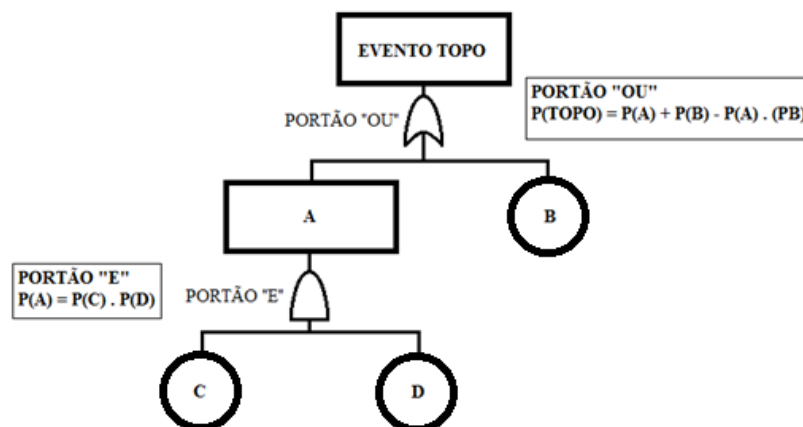 EVENTO TOPO
PORTÃO "OU"
PORTÃO "OU"
P(TOPO) = P(A) + P(B) - P(A) . (PB)
A
B
PORTÃO "E"
P(A) = P(C) . P(D)
PORTÃO "E"
C
D